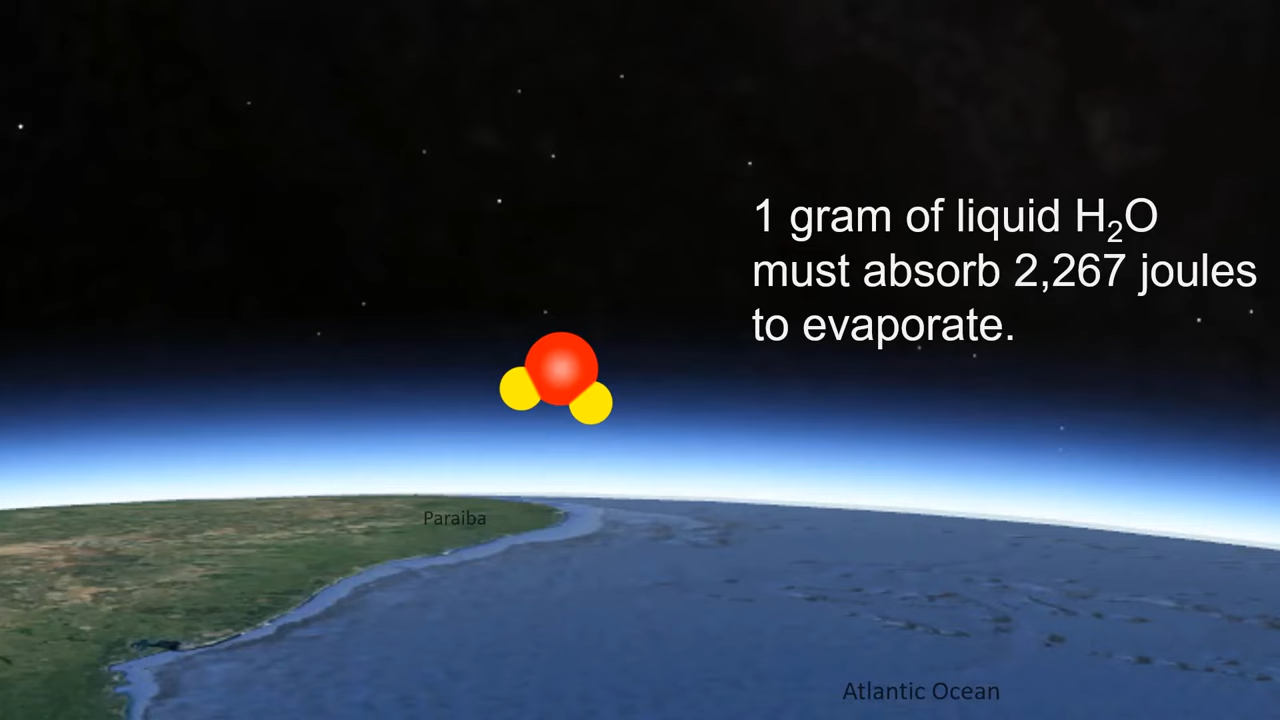 1 gram of liquid H₂O
must absorb 2,267 joules
to evaporate.
Paraiba
Atlantic Ocean